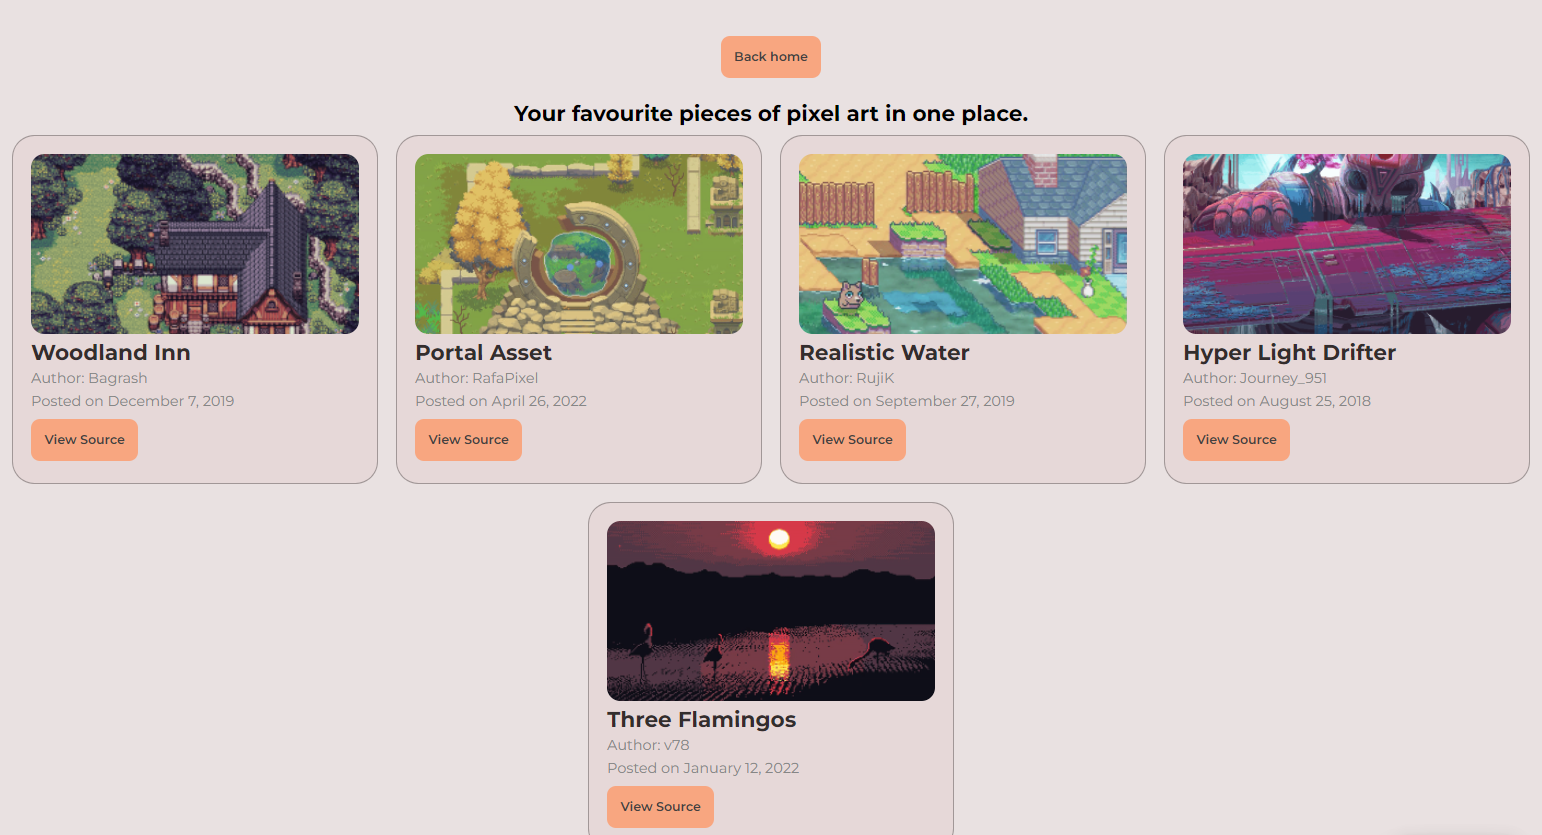 Back home
Your favourite pieces of pixel art in one place.
Woodland Inn
Author: Bagrash
Posted on December 7, 2019
View Source
Portal Asset
Author: RafaPixel
Posted on April 26, 2022
View Source
Realistic Water
Author: RujiK
Posted on September 27, 2019
View Source
Hyper Light Drifter
Author: Journey_951
Posted on August 25, 2018
View Source
Three Flamingos
Author: v78
Posted on January 12, 2022
View Source